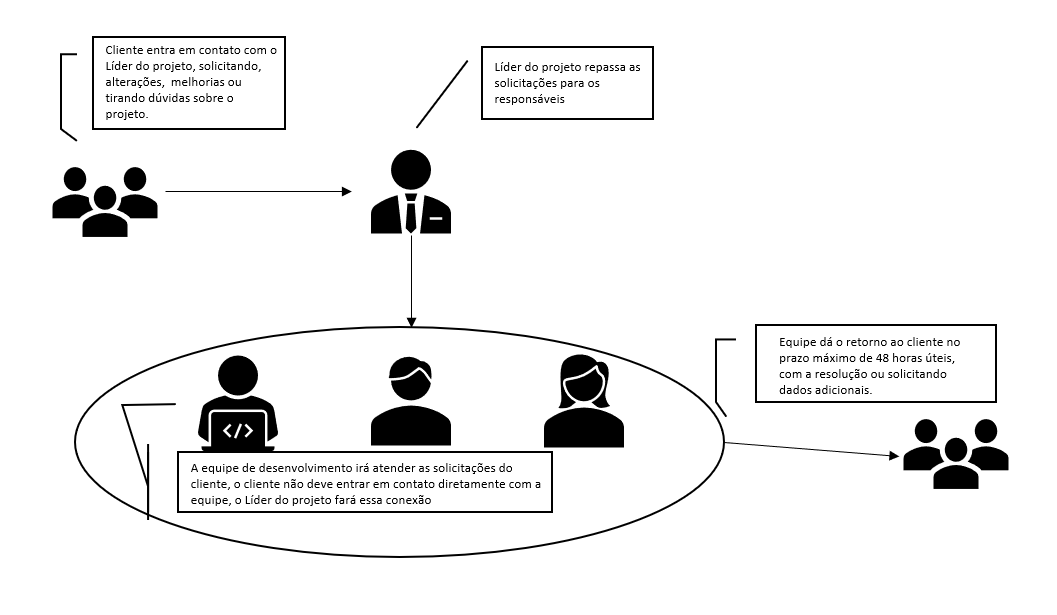 Cliente entra em contato com o
Líder do projeto, solicitando,
alterações, melhorias ou
tirando dúvidas sobre o
projeto.
Líder do projeto repassa as
solicitações para os
responsáveis
Equipe dá o retorno ao cliente no
prazo máximo de 48 horas úteis,
com a resolução ou solicitando
dados adicionais.
</>
A equipe de desenvolvimento irá atender as solicitações do
cliente, o cliente não deve entrar em contato diretamente com a
equipe, o Líder do projeto fará essa conexão